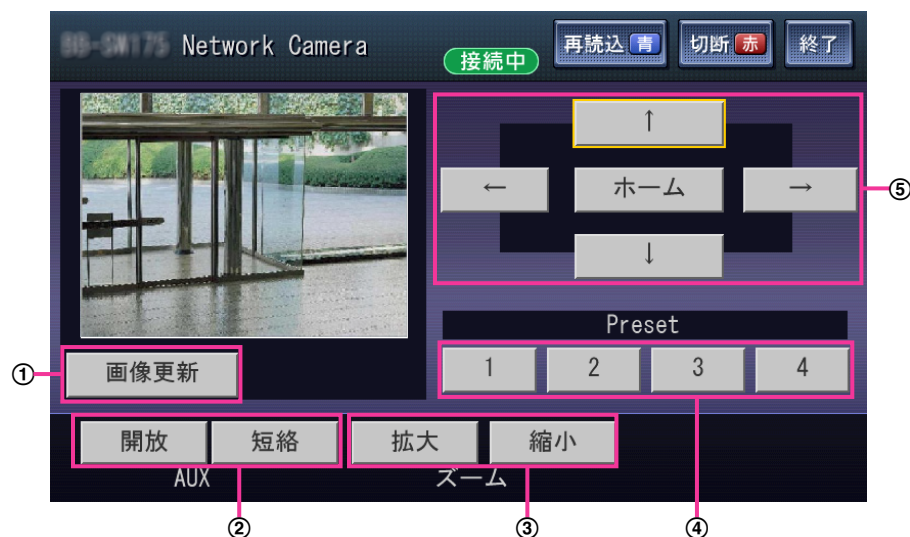 Network Camera
接続中
再読込 青
切断 赤
終了
↑
← ホーム →
↓
⑤
Preset
1 2 3 4
① 画像更新
開放 短絡 拡大 縮小
AUX ズーム
② ③ ④